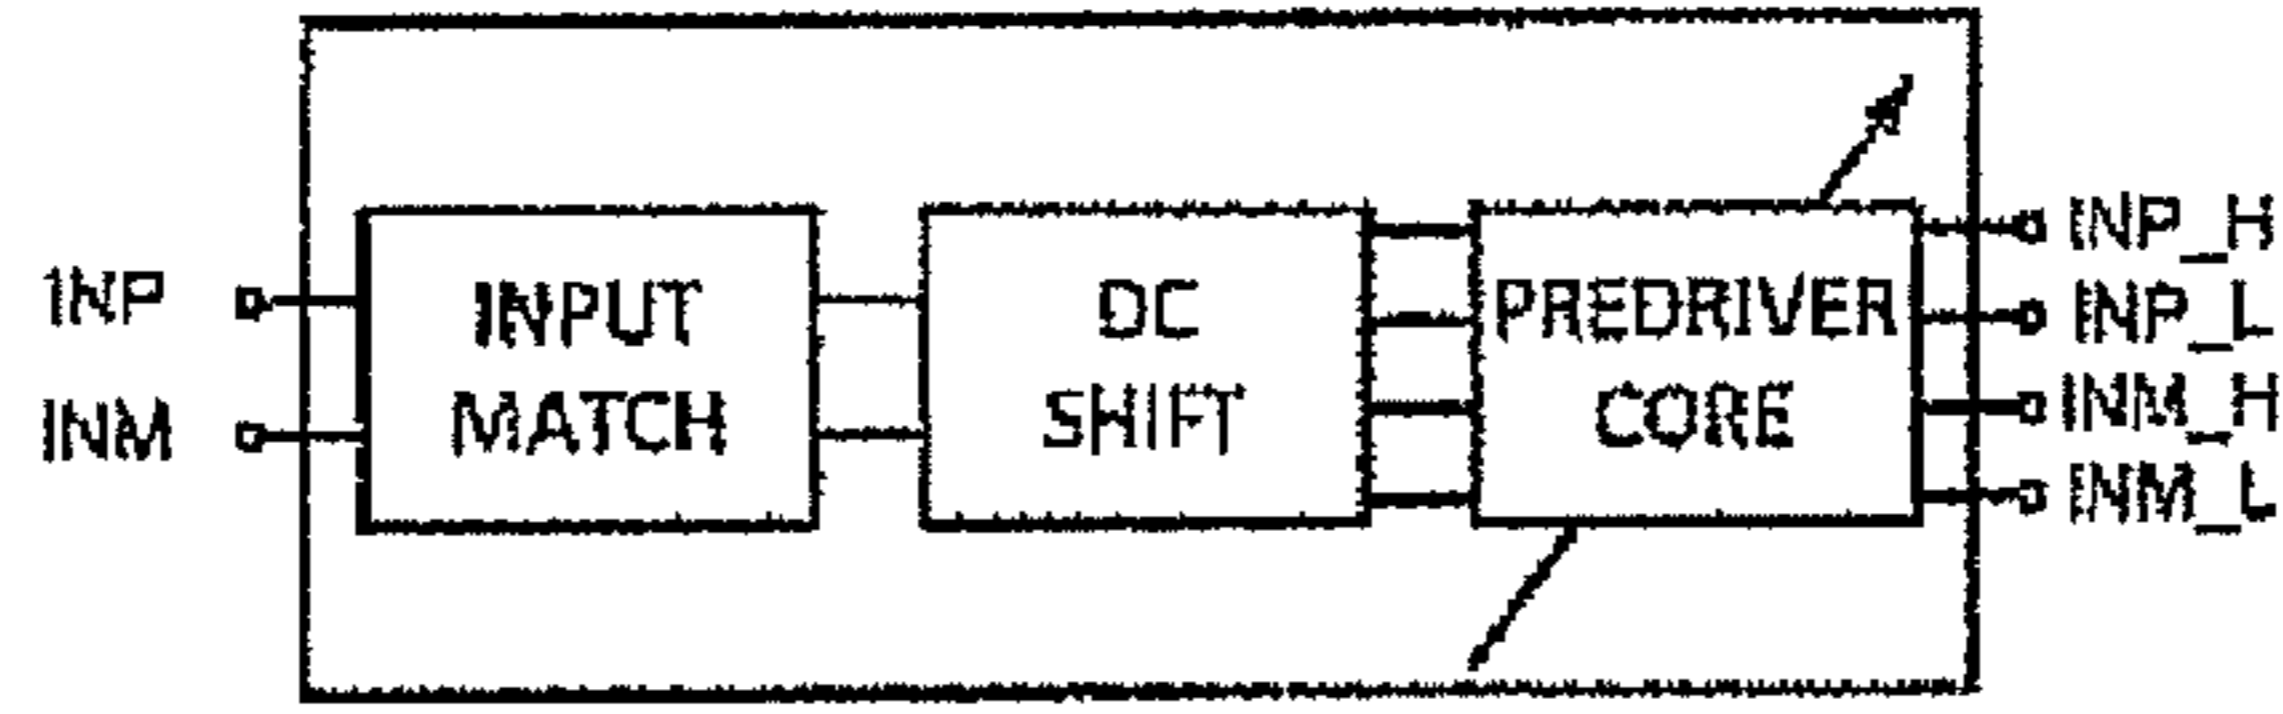 INP
INM
INPUT
MATCH
DC
SHIFT
PREDRIVER
CORE
INP_H
INP_L
INM_H
INM_L